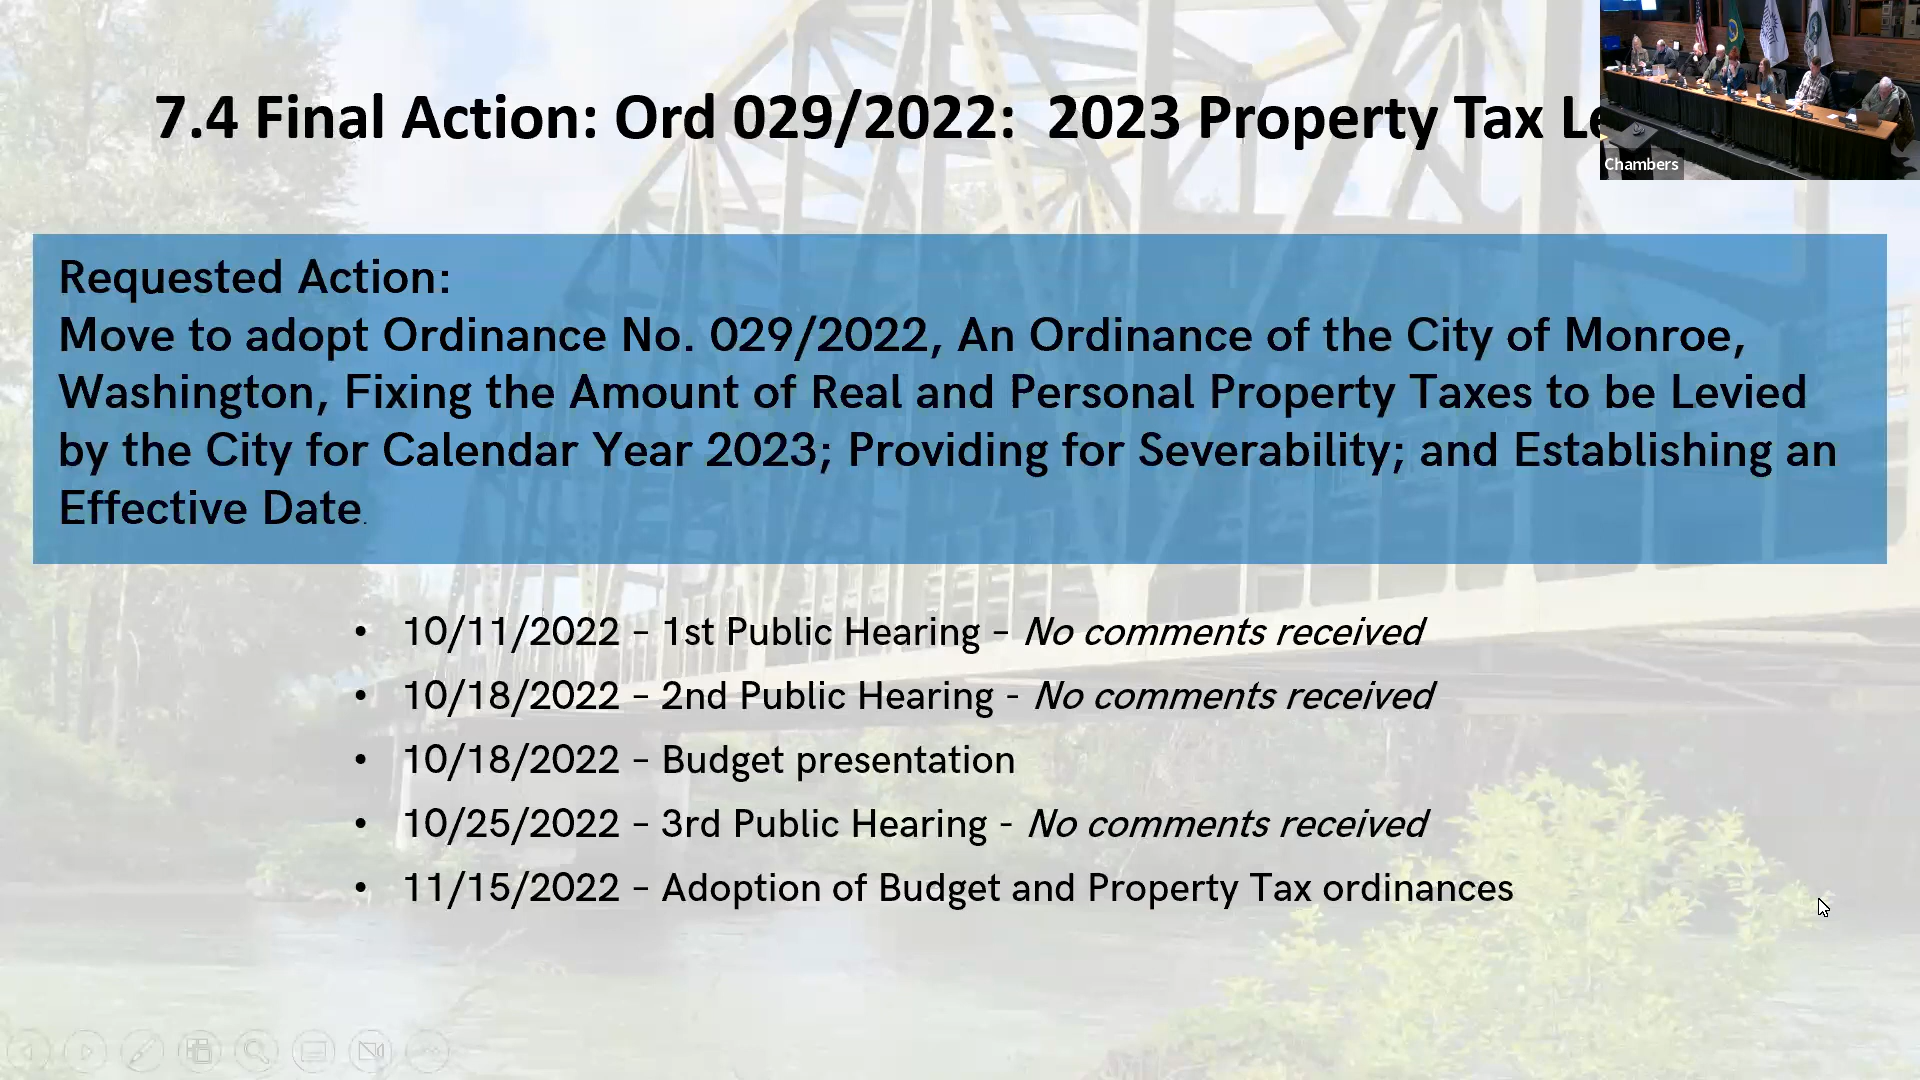 7.4 Final Action: Ord 029/2022: 2023 Property Tax
Chambers
Requested Action:
Move to adopt Ordinance No. 029/2022, An Ordinance of the City of Monroe,
Washington, Fixing the Amount of Real and Personal Property Taxes to be Levied
by the City for Calendar Year 2023; Providing for Severability; and Establishing an
Effective Date.
• 10/11/2022 – 1st Public Hearing – No comments received
• 10/18/2022 – 2nd Public Hearing - No comments received
• 10/18/2022 – Budget presentation
• 10/25/2022 – 3rd Public Hearing - No comments received
• 11/15/2022 – Adoption of Budget and Property Tax ordinances